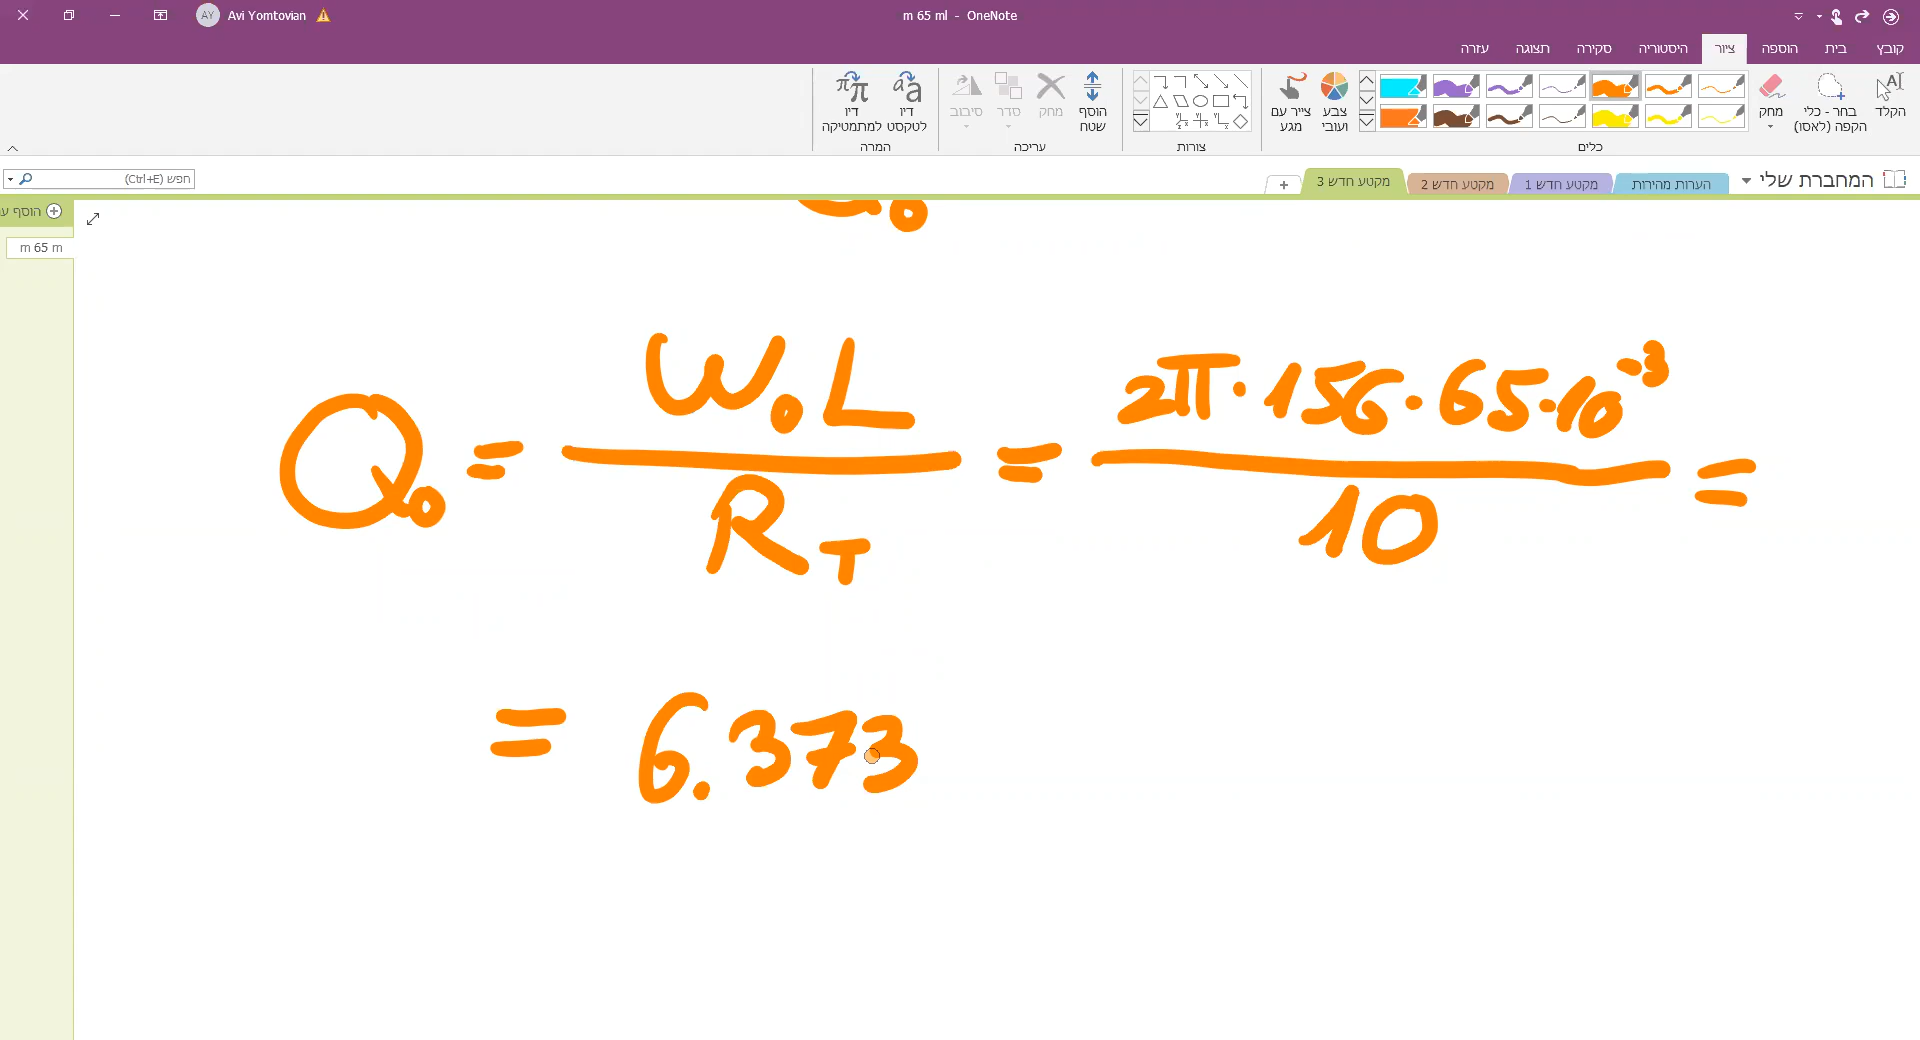 Avi Yomtovian AY
m 65 ml - OneNote
קובץ בית הוספה ציור היסטוריה סקירה תצוגה עזרה
הקלד
בחר - כלי הקפה (לאסו)
מחק
כלים
צבע ועובי
צייר עם מגע
צורות
הוסף שטח
מחק
סדר
סיבוב
עריכה
דיו לטקסט
דיו למתמטיקה
המרה
המחברת שלי הערות מהירות מקטע חדש 1 מקטע חדש 2 מקטע חדש 3 +
חפש (Ctrl+E)
הוסף
m 65 m
Q₀ = W₀L / R_T = 2π·156·65·10⁻³ / 10 =
= 6.373